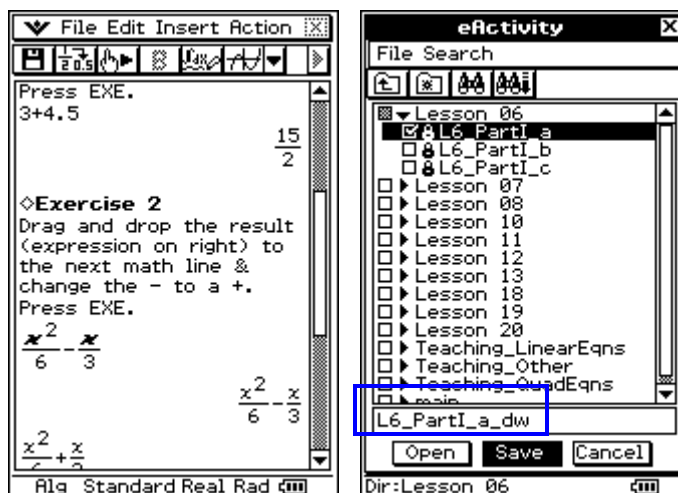 File Edit Insert Action
Press EXE.
3+4.5
15
2
◇Exercise 2
Drag and drop the result
(expression on right) to
the next math line &
change the - to a +.
Press EXE.
x²/6-x/3
x²/6-x/3
x²/6+x/3
Alg Standard Real Rad
eActivity
File Search
Lesson 06
L6_PartI_a
L6_PartI_b
L6_PartI_c
Lesson 07
Lesson 08
Lesson 10
Lesson 11
Lesson 12
Lesson 13
Lesson 18
Lesson 19
Lesson 20
Teaching_LinearEqns
Teaching_Other
Teaching_QuadEqns
main
L6_PartI_a_dw
Open Save Cancel
Dir:Lesson 06